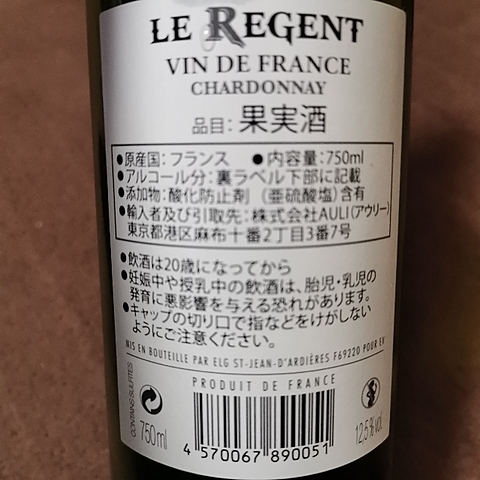 LE REGENT
VIN DE FRANCE
CHARDONNAY
品目：果実酒
●原産国：フランス ●内容量：750ml
●アルコール分：裏ラベル下部に記載
●添加物：酸化防止剤（亜硫酸塩）含有
●輸入者及び引取先：株式会社AULI（アウリー）
東京都港区麻布十番2丁目3番7号
●飲酒は20歳になってから
●妊娠中や授乳中の飲酒は、胎児・乳児の
発育に悪影響を与える恐れがあります。
●キャップの切り口で指などをけがしない
ようにご注意ください。
MIS EN BOUTEILLE PAR ELG ST-JEAN-D'ARDIÈRES F69220 POUR EV
PRODUIT DE FRANCE
CONTAINS SULFITES
750ml
4 570067 890051
12,5% vol.